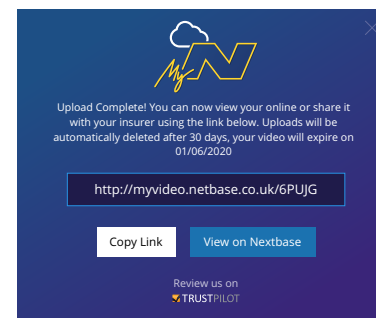 My N
Upload Complete! You can now view your online or share it
with your insurer using the link below. Uploads will be
automatically deleted after 30 days, your video will expire on
01/06/2020
http://myvideo.netbase.co.uk/6PUJG
Copy Link
View on Nextbase
Review us on
TRUSTPILOT